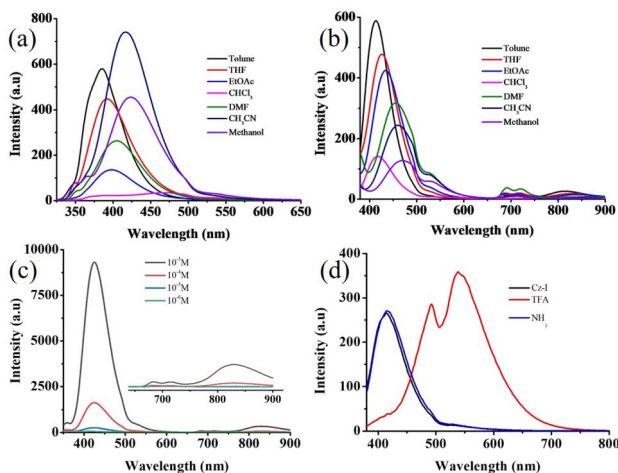 (a)
800
600
400
200
0
Intensity (a.u)
350 400 450 500 550 600 650
Wavelength (nm)
Tolune
THF
EtOAc
CHCl₃
DMF
CH₃CN
Methanol
(b)
600
400
200
0
Intensity (a.u)
400 500 600 700 800 900
Wavelength (nm)
Tolune
THF
EtOAc
CHCl₃
DMF
CH₃CN
Methanol
(c)
10000
7500
5000
2500
0
Intensity (a.u)
400 500 600 700 800 900
Wavelength (nm)
10⁻⁴M
10⁻⁵M
10⁻⁶M
700 800 900
(d)
400
300
200
100
0
Intensity (a.u)
400 500 600 700 800
Wavelength (nm)
Cz-I
TFA
NH₃